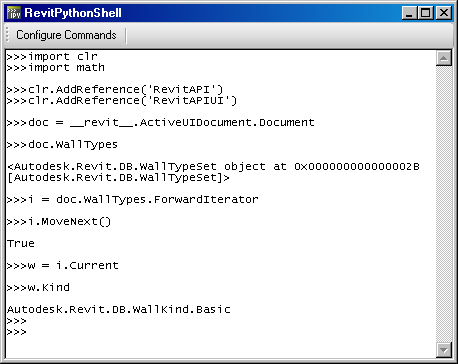 RevitPythonShell
Configure Commands
>>>import clr
>>>import math
>>>clr.AddReference('RevitAPI')
>>>clr.AddReference('RevitAPIUI')
>>>doc = __revit__.ActiveUIDocument.Document
>>>doc.WallTypes
<Autodesk.Revit.DB.WallTypeSet object at 0x000000000000002B
[Autodesk.Revit.DB.WallTypeSet]>
>>>i = doc.WallTypes.ForwardIterator
>>>i.MoveNext()
True
>>>w = i.Current
>>>w.Kind
Autodesk.Revit.DB.WallKind.Basic
>>>
>>>